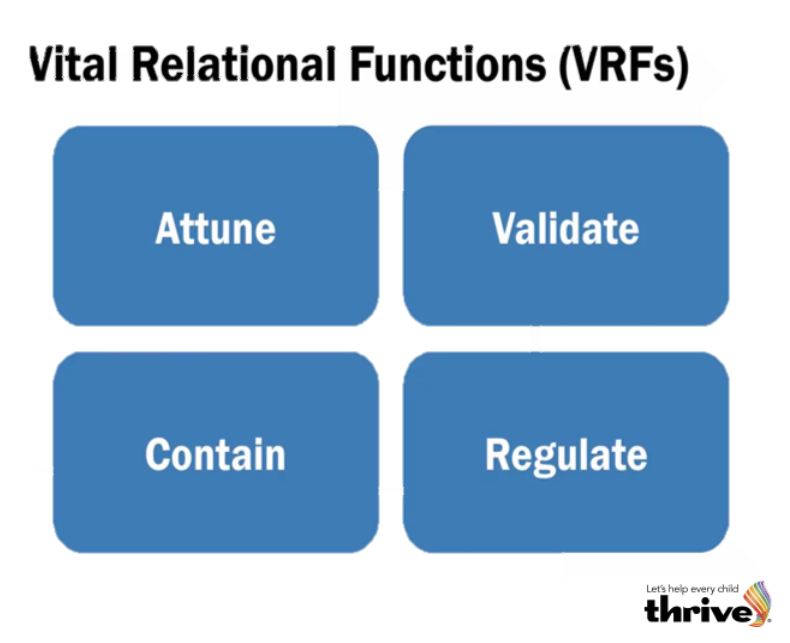 Vital Relational Functions (VRFs)
Attune
Validate
Contain
Regulate
Let's help every child
thrive